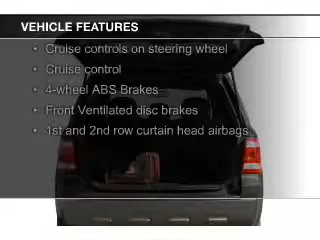 VEHICLE FEATURES
• Cruise controls on steering wheel
• Cruise control
• 4-wheel ABS Brakes
• Front Ventilated disc brakes
• 1st and 2nd row curtain head airbags